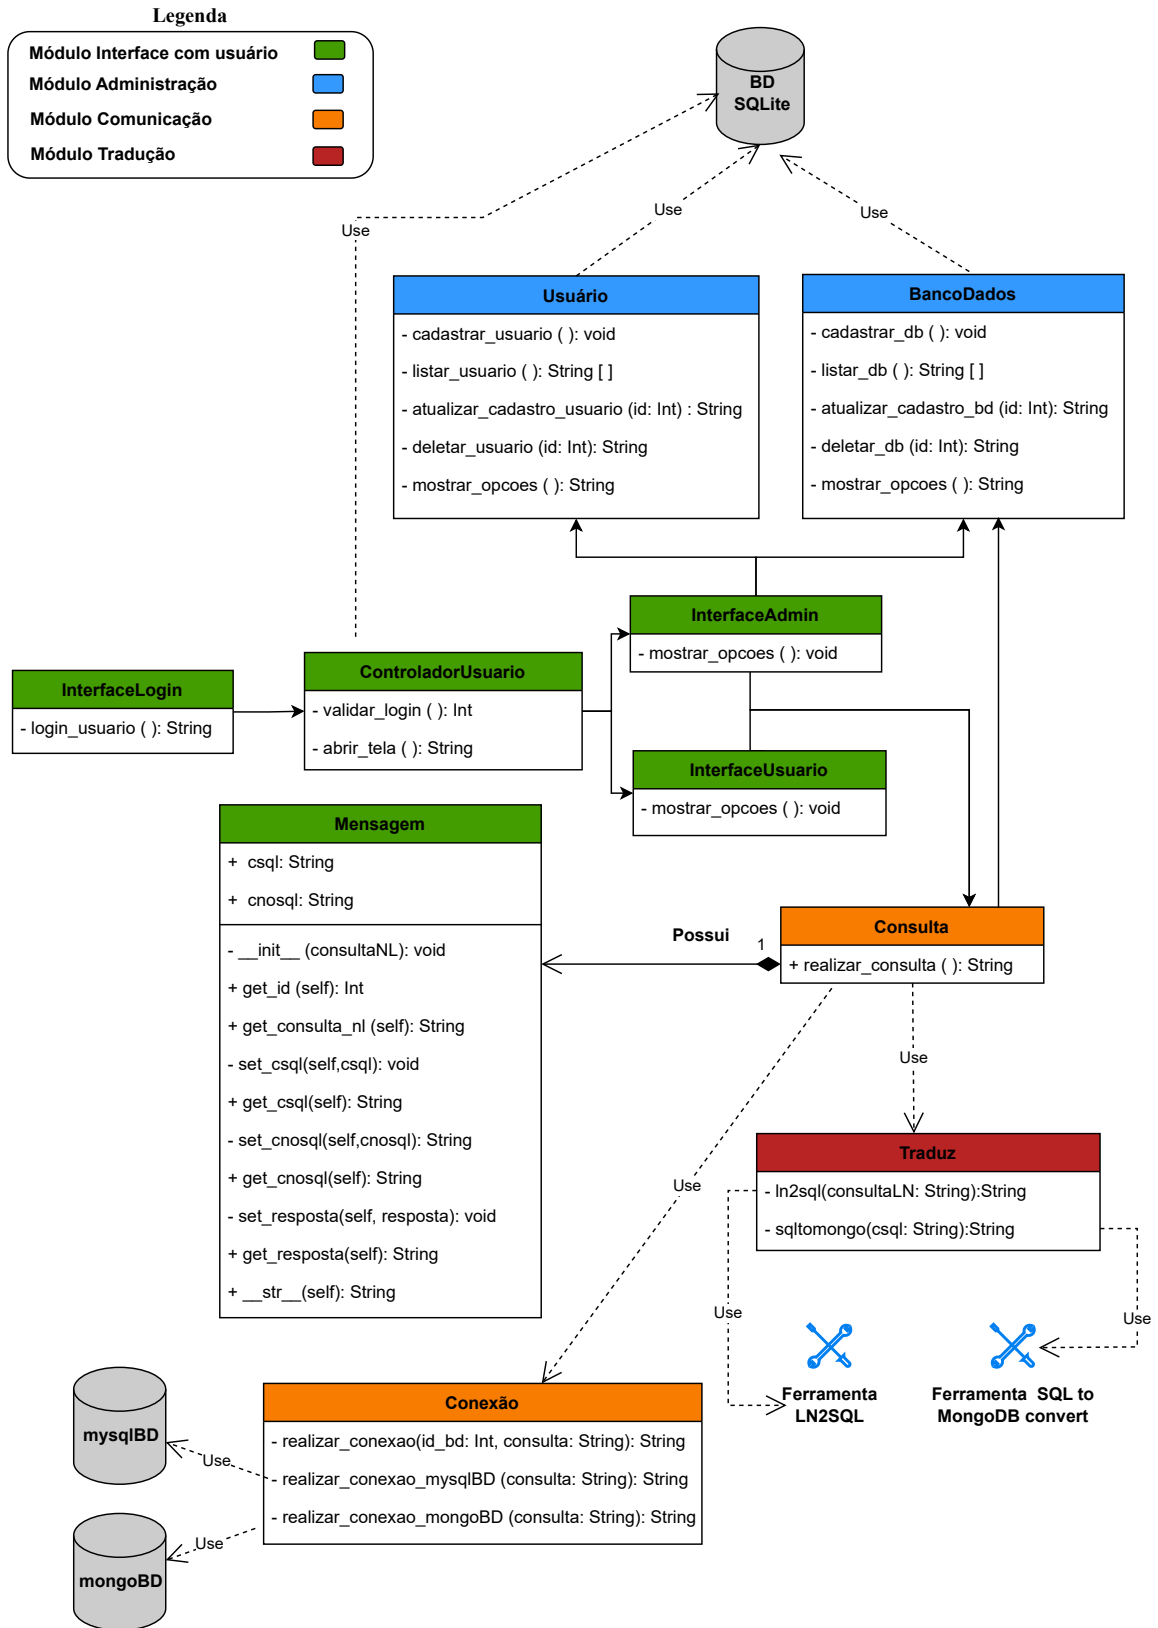 Legenda
Módulo Interface com usuário
Módulo Administração
Módulo Comunicação
Módulo Tradução
BD
SQLite
Use
Use
Use
Usuário
- cadastrar_usuario ( ): void
- listar_usuario ( ): String [ ]
- atualizar_cadastro_usuario (id: Int) : String
- deletar_usuario (id: Int): String
- mostrar_opcoes ( ): String
BancoDados
- cadastrar_db ( ): void
- listar_db ( ): String [ ]
- atualizar_cadastro_bd (id: Int): String
- deletar_db (id: Int): String
- mostrar_opcoes ( ): String
InterfaceAdmin
- mostrar_opcoes ( ): void
InterfaceLogin
- login_usuario ( ): String
ControladorUsuario
- validar_login ( ): Int
- abrir_tela ( ): String
InterfaceUsuario
- mostrar_opcoes ( ): void
Mensagem
+ csql: String
+ cnosql: String
- __init__ (consultaNL): void
+ get_id (self): Int
+ get_consulta_nl (self): String
- set_csql(self,csql): void
+ get_csql(self): String
- set_cnosql(self,cnosql): String
+ get_cnosql(self): String
- set_resposta(self, resposta): void
+ get_resposta(self): String
+ __str__(self): String
Possui
1
Consulta
+ realizar_consulta ( ): String
Use
Use
Traduz
- ln2sql(consultaLN: String):String
- sqltomongo(csql: String):String
Use
Use
Ferramenta
LN2SQL
Ferramenta SQL to
MongoDB convert
Conexão
- realizar_conexao(id_bd: Int, consulta: String): String
- realizar_conexao_mysqlBD (consulta: String): String
- realizar_conexao_mongoBD (consulta: String): String
mysqlBD
Use
Use
mongoBD